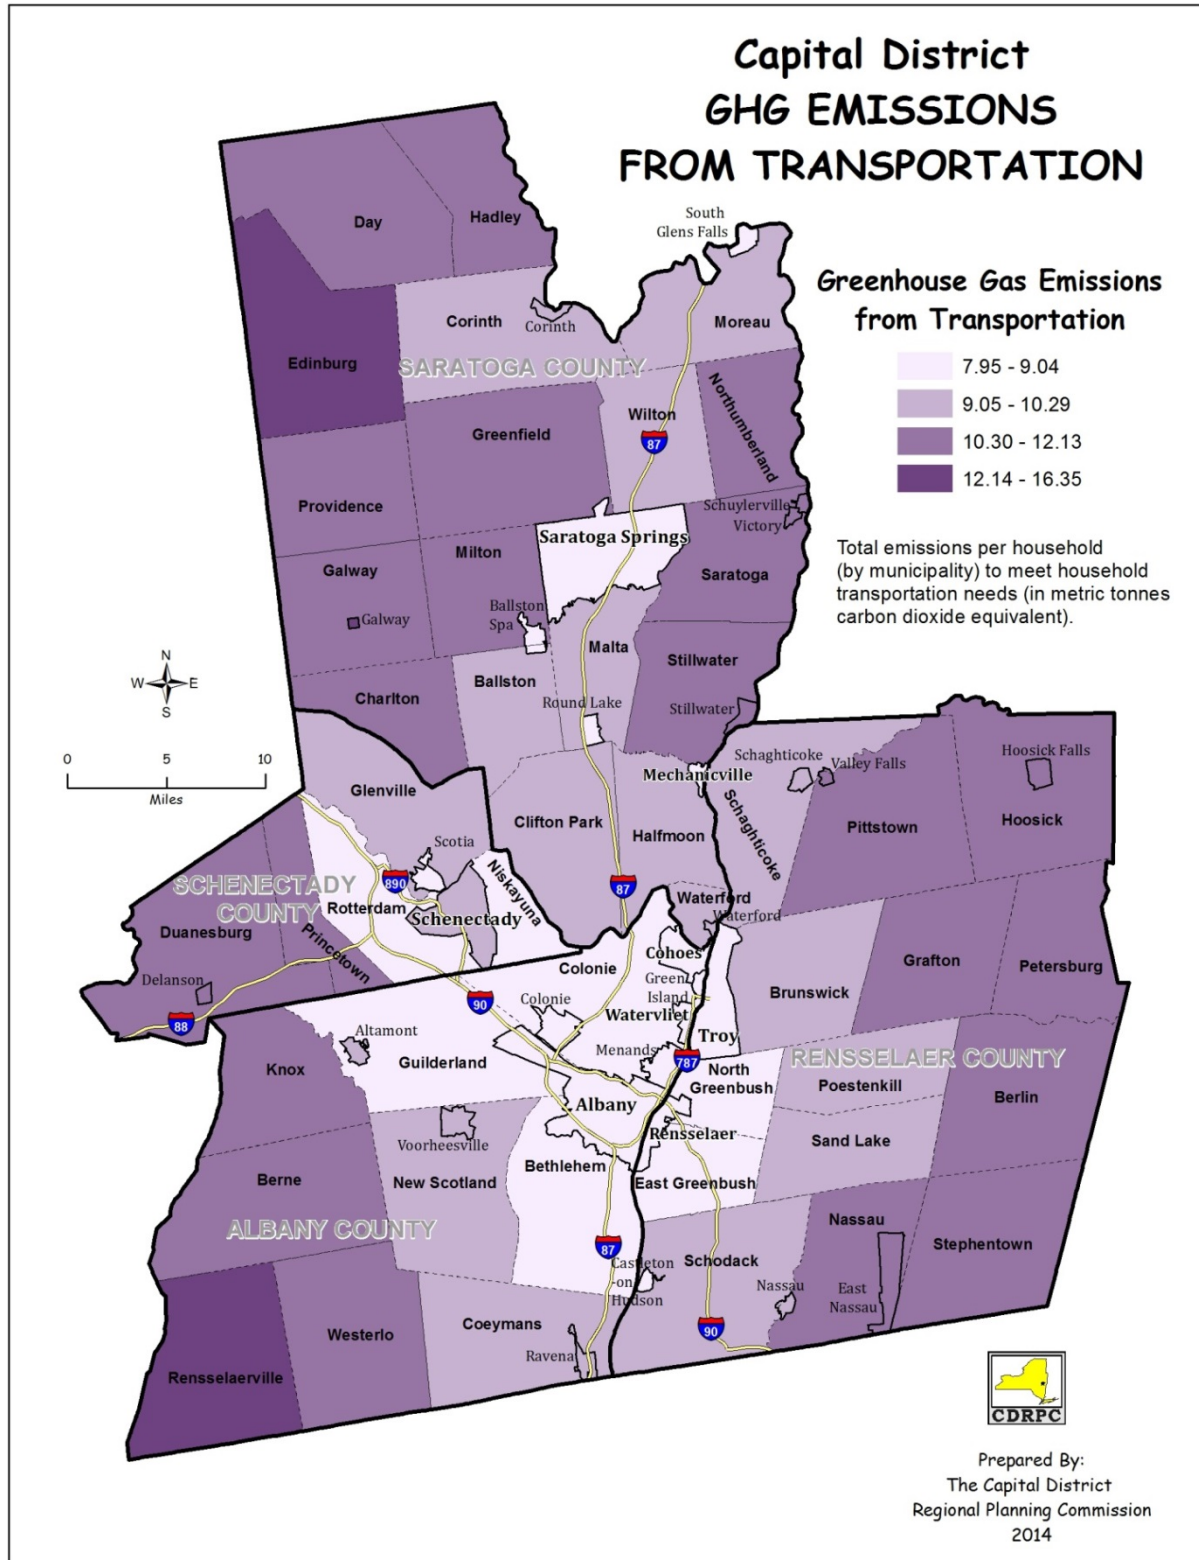 Capital District
GHG EMISSIONS
FROM TRANSPORTATION
Greenhouse Gas Emissions
from Transportation
7.95 - 9.04
9.05 - 10.29
10.30 - 12.13
12.14 - 16.35
Total emissions per household
(by municipality) to meet household
transportation needs (in metric tonnes
carbon dioxide equivalent).
Day
Hadley
South
Glens Falls
Corinth
Corinth
Moreau
Edinburg
SARATOGA COUNTY
Northumberland
Wilton
87
Greenfield
Providence
Schuylerville
Victory
Saratoga Springs
Milton
Galway
Galway
Saratoga
Ballston
Spa
Malta
Stillwater
Ballston
Charlton
Round Lake
Stillwater
N
W
E
S
0
5
10
Miles
Schaghticoke
Valley Falls
Hoosick Falls
Mechanicville
Schaghticoke
Glenville
Clifton Park
Halfmoon
Pittstown
Hoosick
Scotia
Niskayuna
890
87
SCHENECTADY
COUNTY
Rotterdam
Schenectady
Waterford
Waterford
Duanesburg
Princetown
Cohoes
Colonie
Grafton
Petersburg
Delanson
Green
Island
Brunswick
88
90
Colonie
Watervliet
Troy
Altamont
Guilderland
Menands
787
RENSSELAER COUNTY
Knox
North
Greenbush
Poestenkill
Berlin
Albany
Rensselaer
Sand Lake
Voorheesville
Bethlehem
Berne
New Scotland
East Greenbush
ALBANY COUNTY
Nassau
Stephentown
87
Schodack
Castleton
-on
Hudson
Nassau
East
Nassau
Coeymans
Westerlo
90
Ravena
Rensselaerville
CDRPC
Prepared By:
The Capital District
Regional Planning Commission
2014